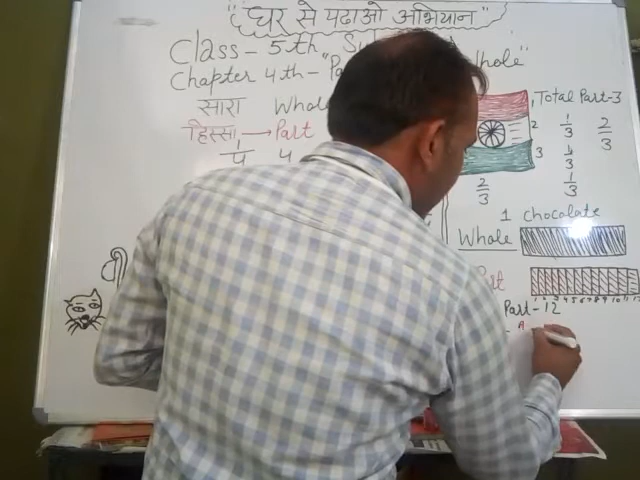 "घर से पढाओ अभियान"
Class - 5th
Chapter 4th - Whole"
सारा Whole
हिस्सा → Part
1/प 4
Total Part-3
1
2
3
1/3 2/3
1/3
1/3
2/3
1 chocolate
Whole
1 2 3 4 5 6 7 8 9 10 11 12
Part-12